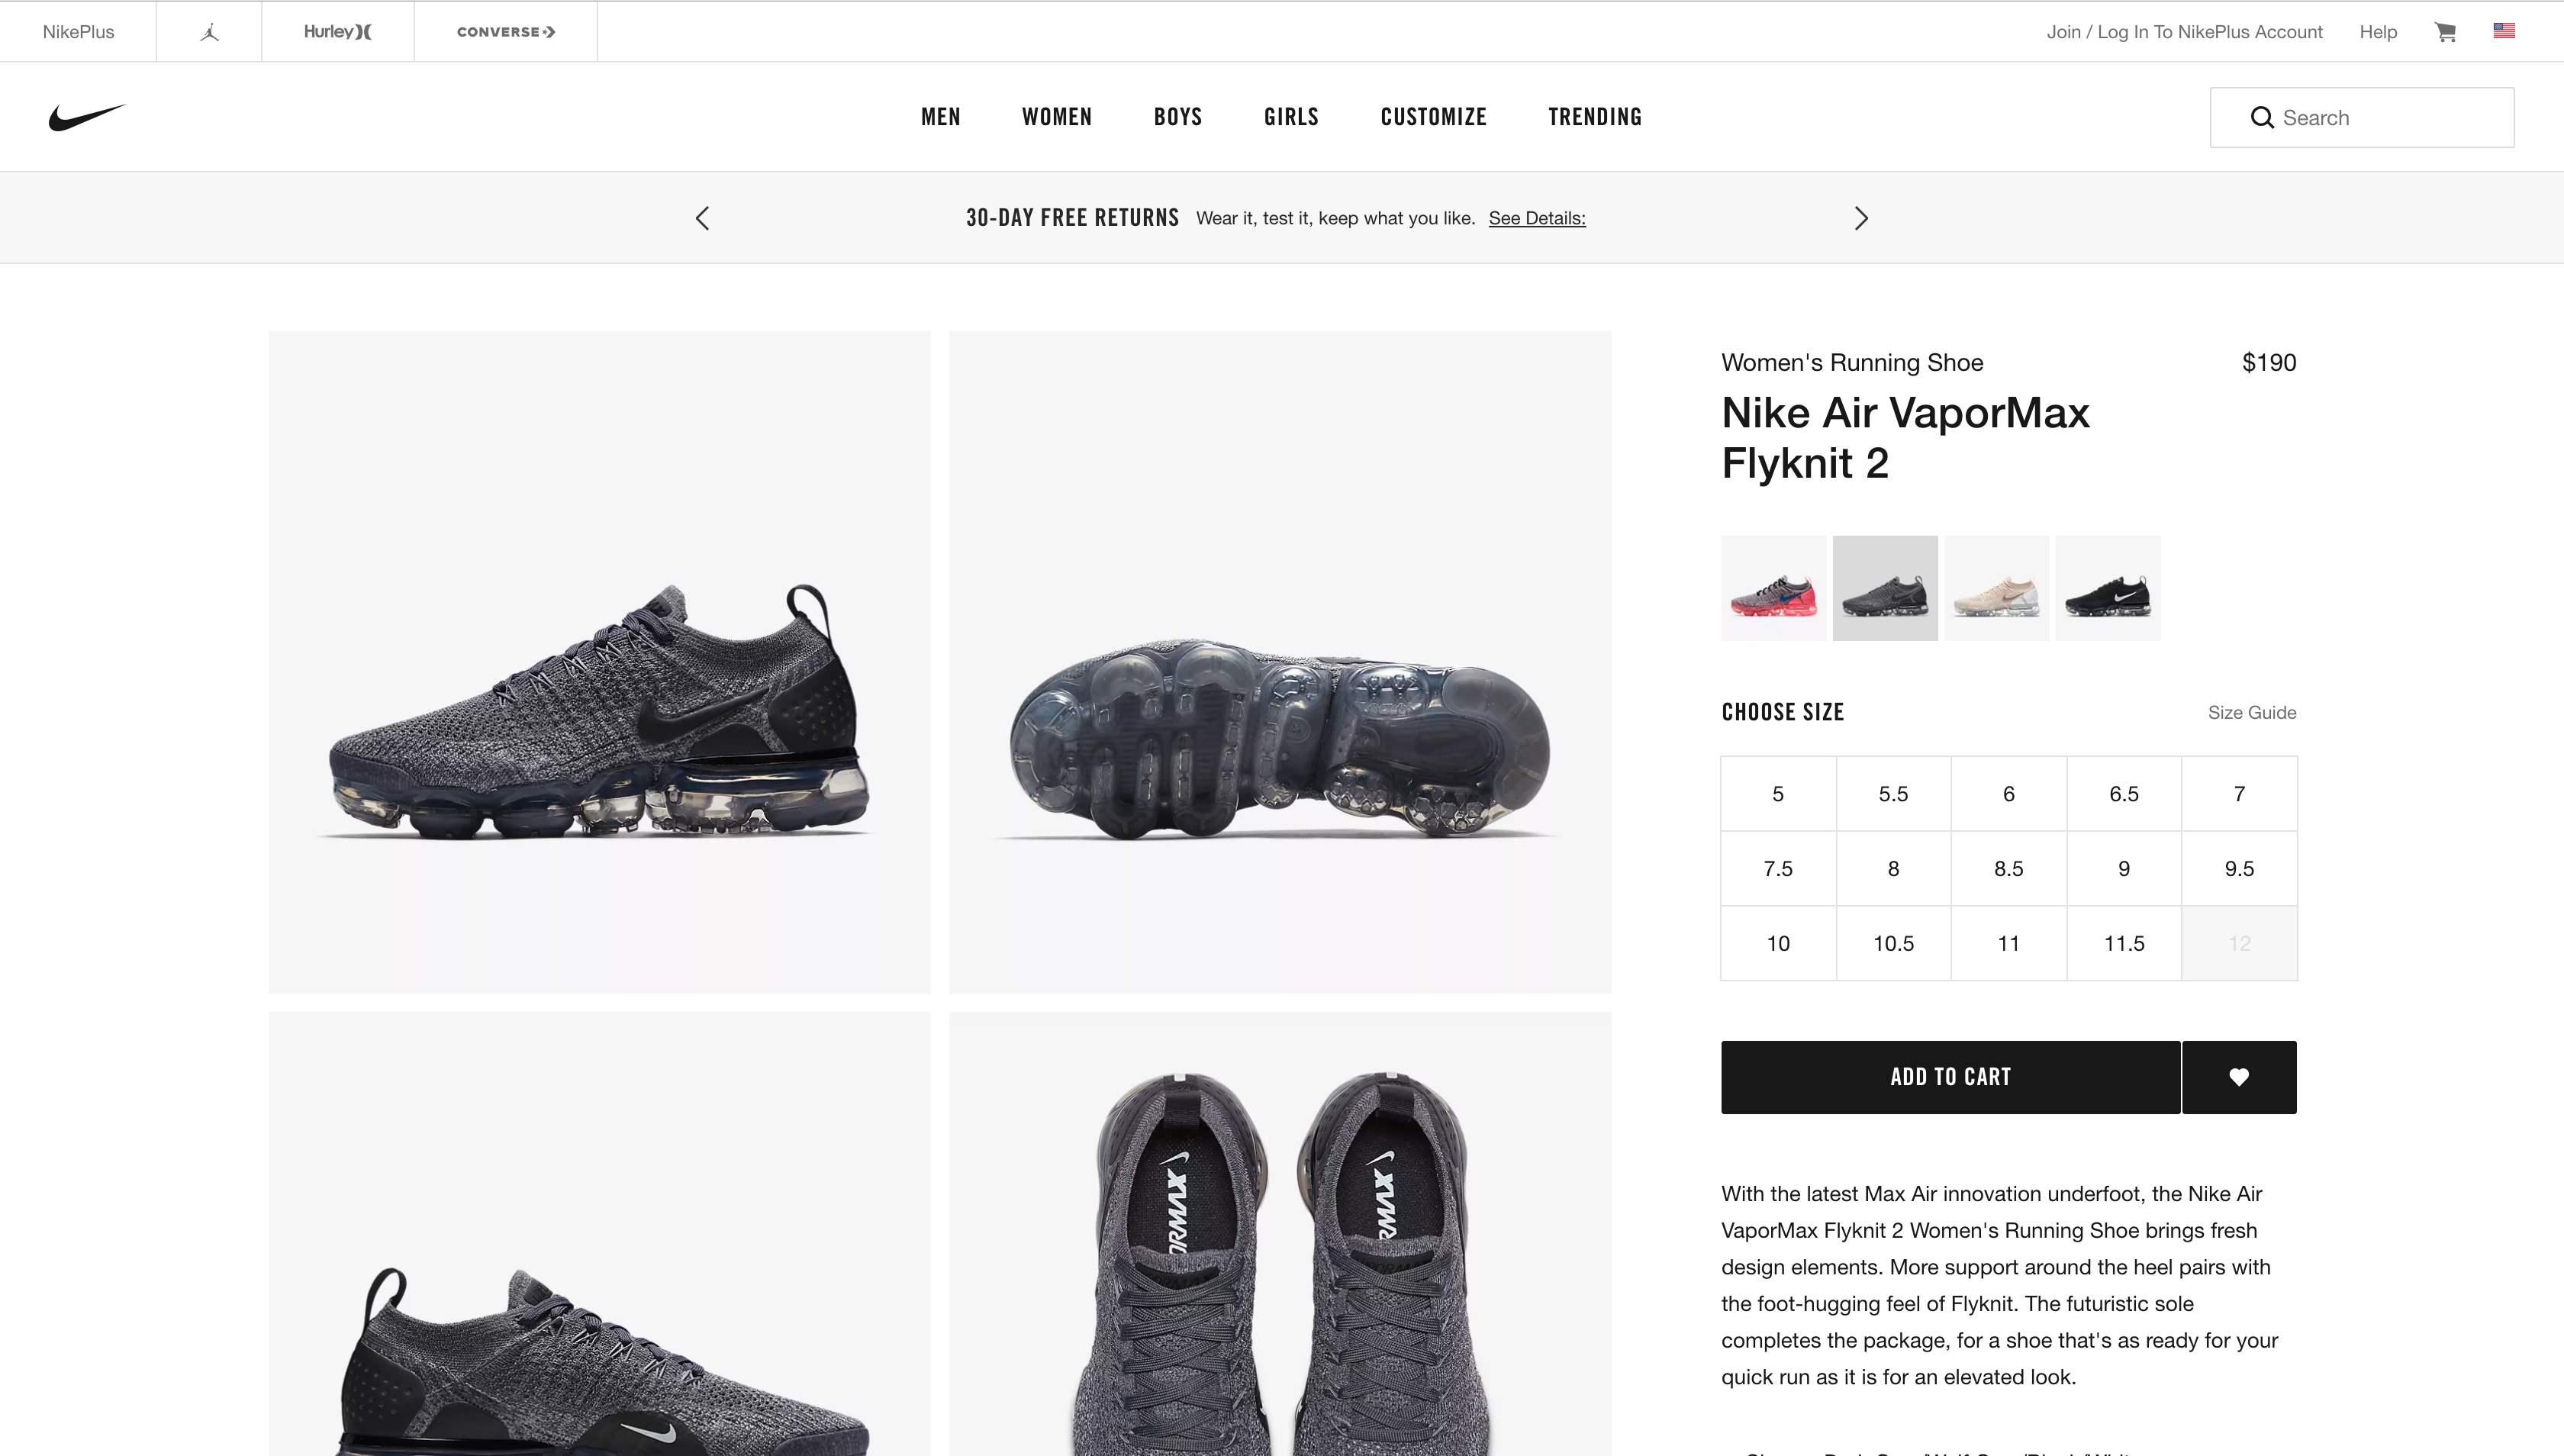 NikePlus
Hurley
CONVERSE
Join / Log In To NikePlus Account
Help
MEN
WOMEN
BOYS
GIRLS
CUSTOMIZE
TRENDING
Search
30-DAY FREE RETURNS Wear it, test it, keep what you like. See Details:
Women's Running Shoe
$190
Nike Air VaporMax
Flyknit 2
CHOOSE SIZE
Size Guide
5
5.5
6
6.5
7
7.5
8
8.5
9
9.5
10
10.5
11
11.5
12
ADD TO CART
With the latest Max Air innovation underfoot, the Nike Air
VaporMax Flyknit 2 Women's Running Shoe brings fresh
design elements. More support around the heel pairs with
the foot-hugging feel of Flyknit. The futuristic sole
completes the package, for a shoe that's as ready for your
quick run as it is for an elevated look.
ORMAX
RMAX